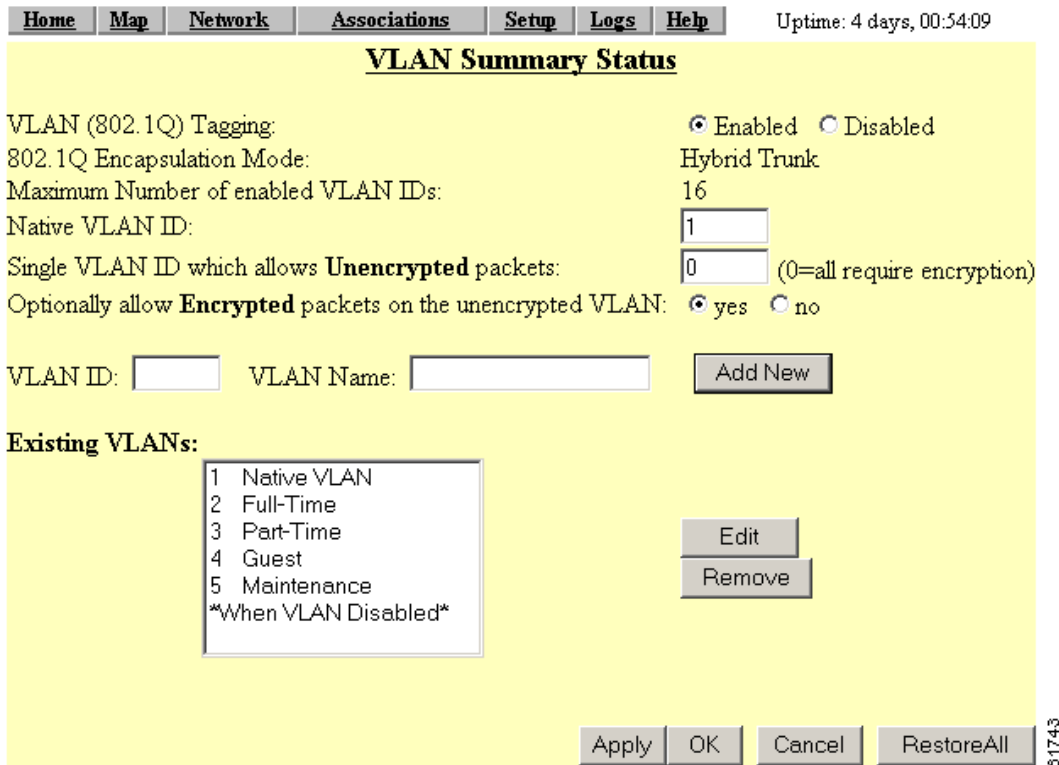 Home Map Network Associations Setup Logs Help Uptime: 4 days, 00:54:09
VLAN Summary Status
VLAN (802.1Q) Tagging: Enabled Disabled
802.1Q Encapsulation Mode: Hybrid Trunk
Maximum Number of enabled VLAN IDs: 16
Native VLAN ID: 1
Single VLAN ID which allows Unencrypted packets: 0 (0=all require encryption)
Optionally allow Encrypted packets on the unencrypted VLAN: yes no
VLAN ID: VLAN Name: Add New
Existing VLANs:
1 Native VLAN
2 Full-Time
3 Part-Time
4 Guest
5 Maintenance
*When VLAN Disabled*
Edit
Remove
Apply OK Cancel RestoreAll
81743